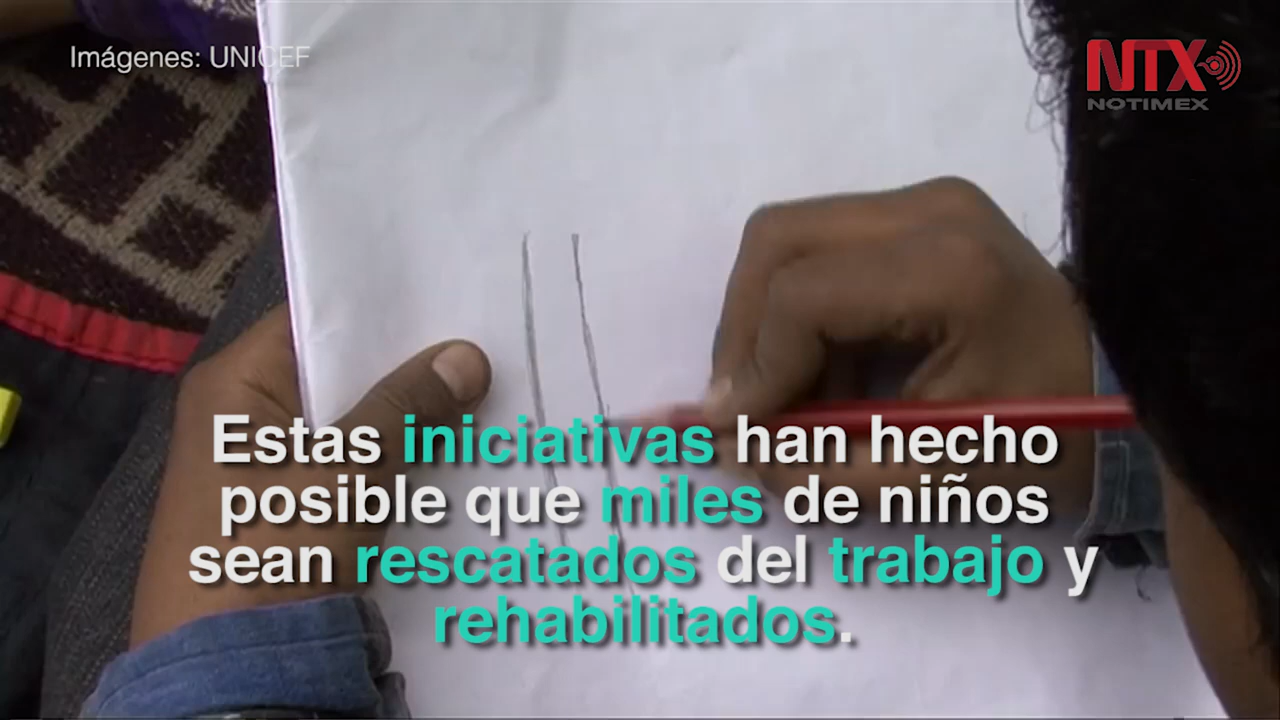 Imágenes: UNICEF
NTX
NOTIMEX
Estas iniciativas han hecho
posible que miles de niños
sean rescatados del trabajo y
rehabilitados.